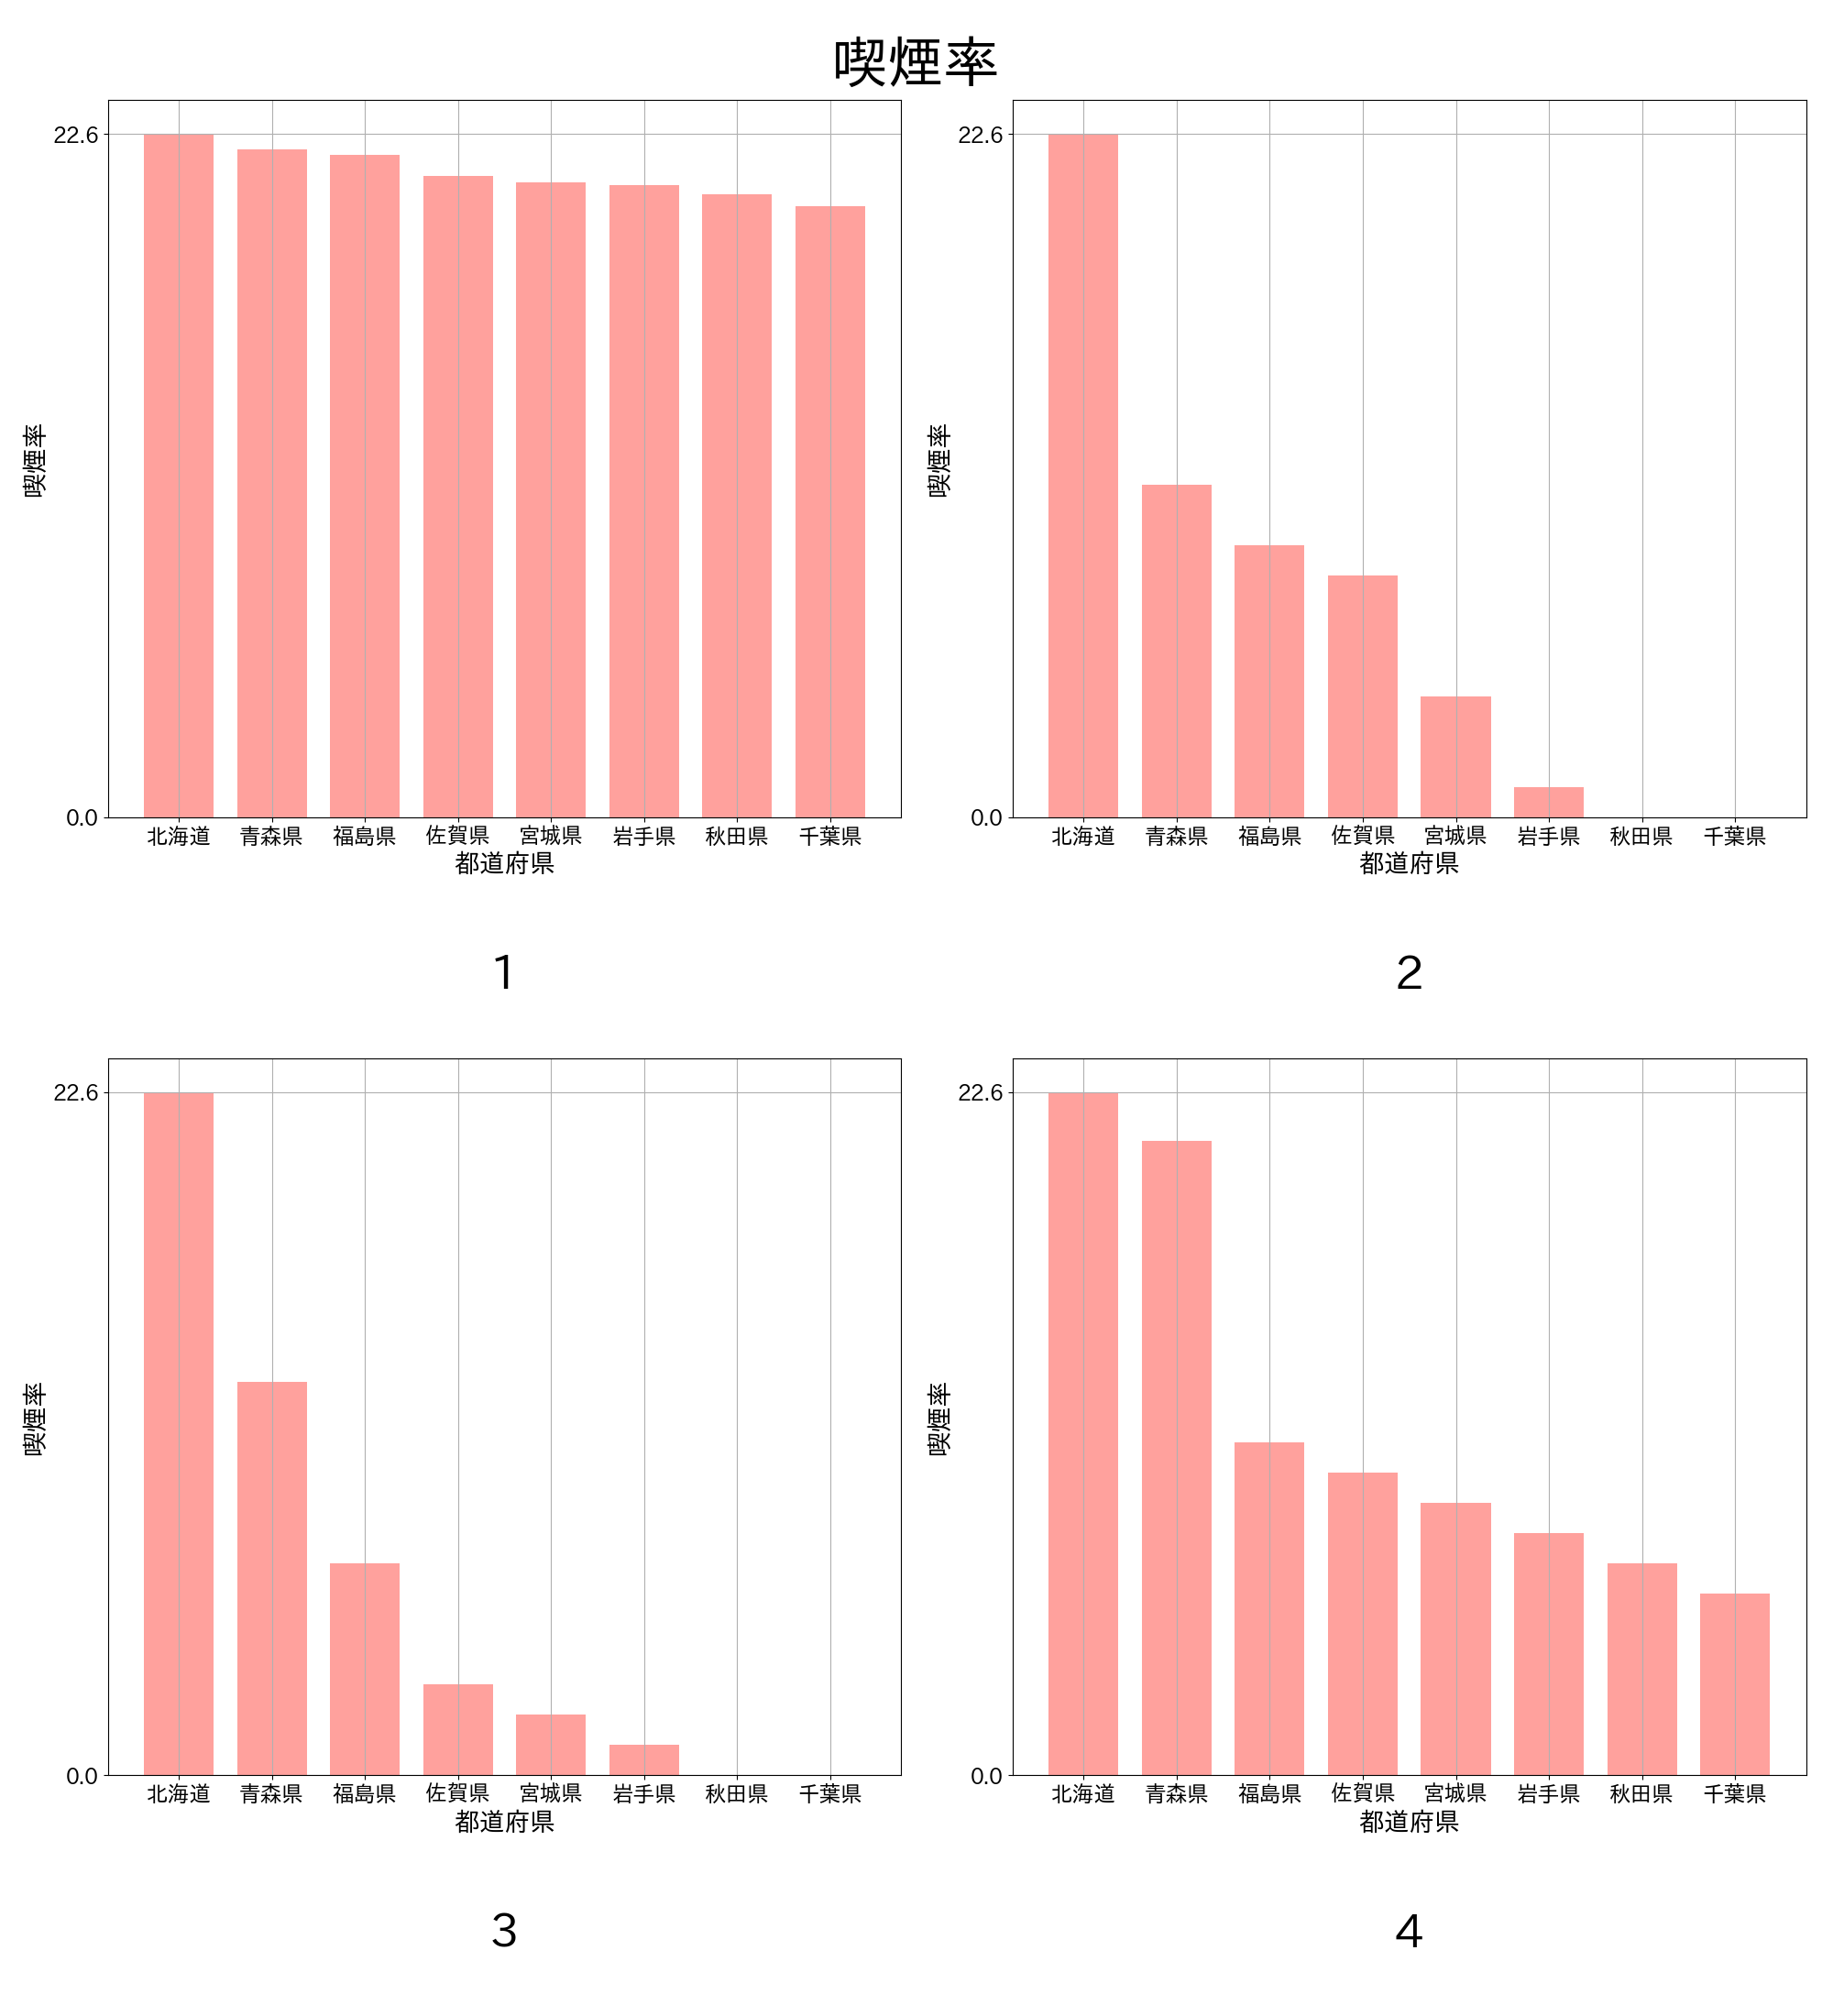 喫煙率
22.6
0.0
喫煙率
北海道 青森県 福島県 佐賀県 宮城県 岩手県 秋田県 千葉県
都道府県
1
22.6
0.0
喫煙率
北海道 青森県 福島県 佐賀県 宮城県 岩手県 秋田県 千葉県
都道府県
2
22.6
0.0
喫煙率
北海道 青森県 福島県 佐賀県 宮城県 岩手県 秋田県 千葉県
都道府県
3
22.6
0.0
喫煙率
北海道 青森県 福島県 佐賀県 宮城県 岩手県 秋田県 千葉県
都道府県
4